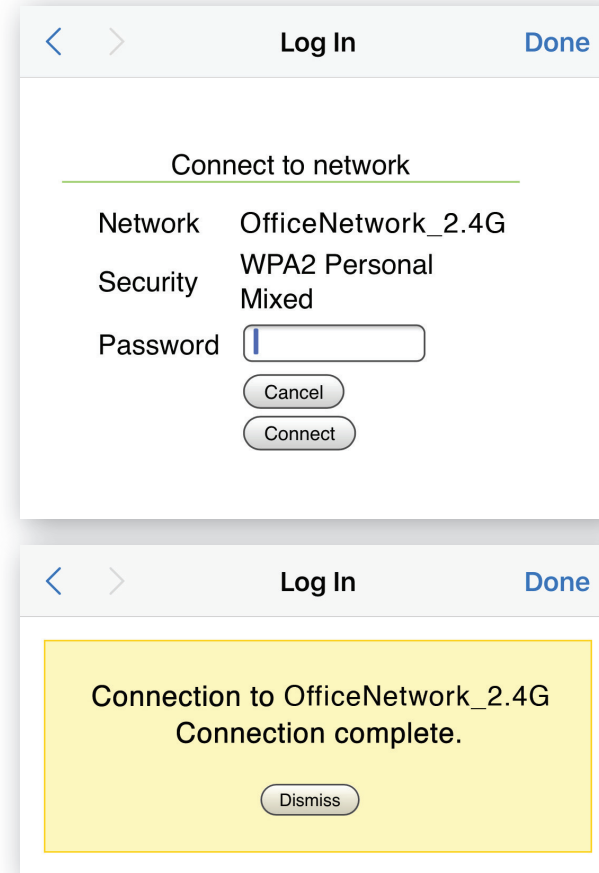 Log In Done
Connect to network
Network OfficeNetwork_2.4G
Security WPA2 Personal
Mixed
Password
Cancel
Connect
Log In Done
Connection to OfficeNetwork_2.4G
Connection complete.
Dismiss